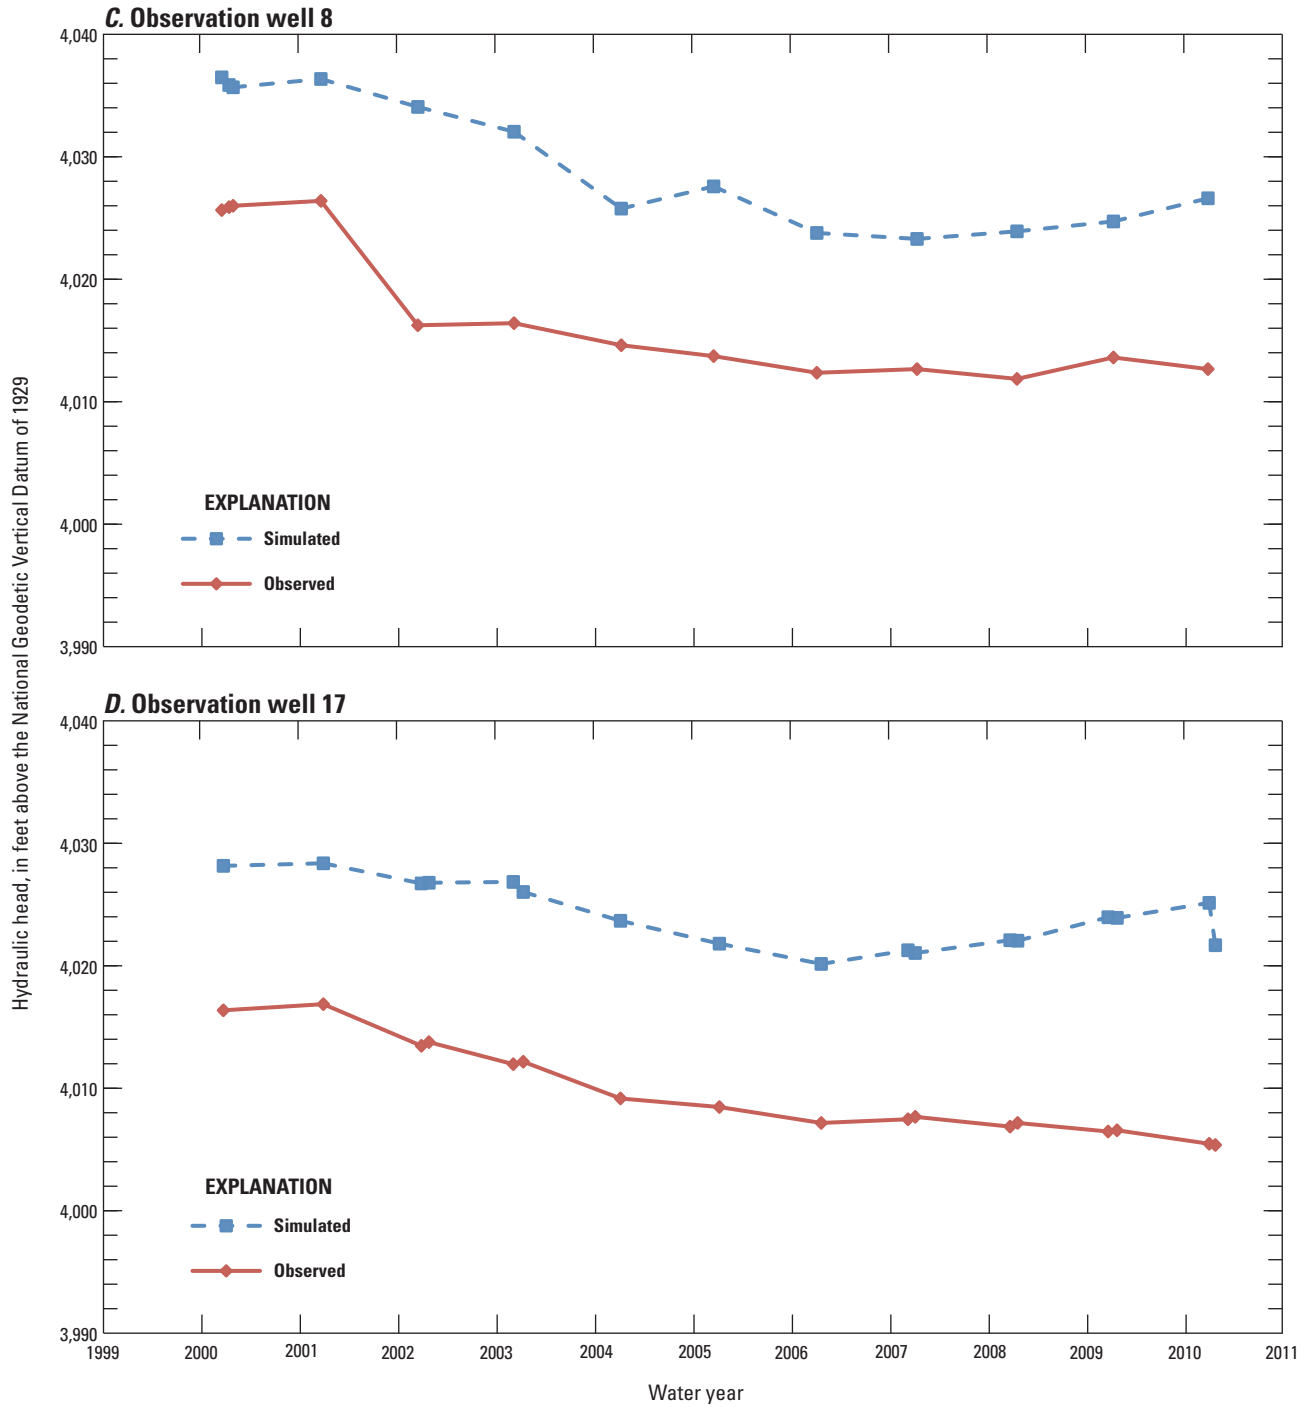 C. Observation well 8
4,040
4,030
4,020
4,010
4,000
3,990
EXPLANATION
Simulated
Observed
Hydraulic head, in feet above the National Geodetic Vertical Datum of 1929
D. Observation well 17
4,040
4,030
4,020
4,010
4,000
3,990
EXPLANATION
Simulated
Observed
1999 2000 2001 2002 2003 2004 2005 2006 2007 2008 2009 2010 2011
Water year